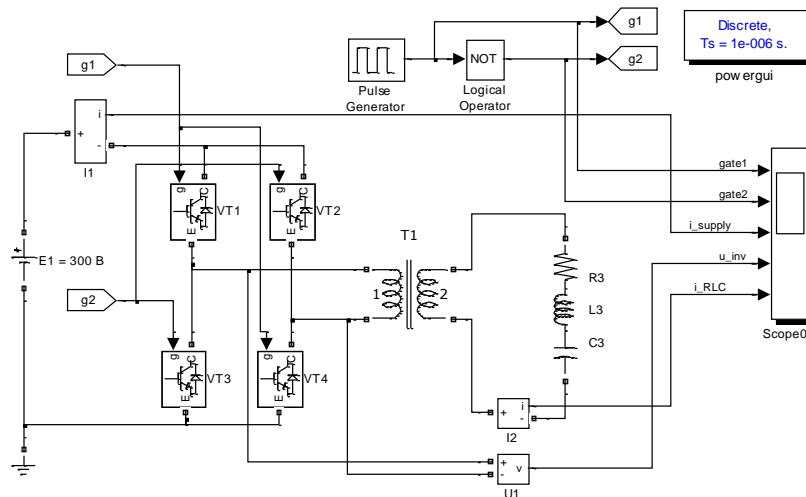 g1
g2
Discrete,
Ts = 1e-006 s.
powergui
NOT
Pulse
Generator
Logical
Operator
g1
i
+
-
I1
gate1
gate2
i_supply
u_inv
i_RLC
Scope0
g
C
E
VT1
g
C
E
VT2
T1
1
2
+
E1 = 300 B
g2
R3
L3
C3
g
C
E
VT3
g
C
E
VT4
+
i
-
I2
+
-
v
U1